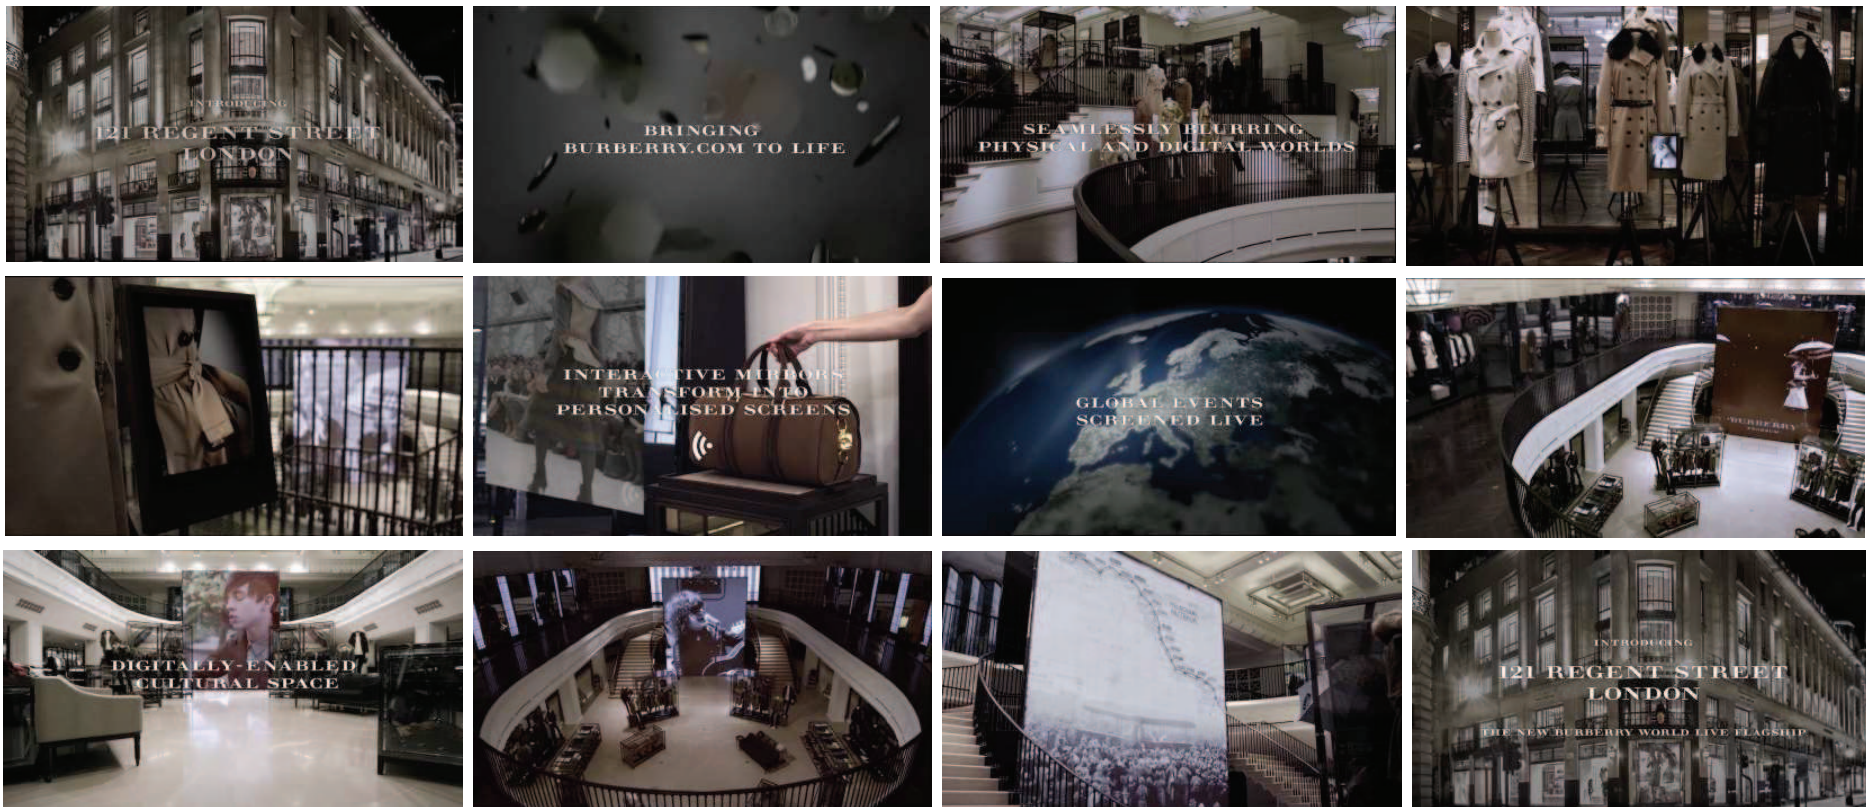 INTRODUCING
121 REGENT STREET
LONDON
BRINGING
BURBERRY.COM TO LIFE
SEAMLESSLY BLURRING
PHYSICAL AND DIGITAL WORLDS
INTERACTIVE MIRRORS
TRANSFORM INTO
PERSONALISED SCREENS
GLOBAL EVENTS
SCREENED LIVE
BURBERRY
DIGITALLY-ENABLED
CULTURAL SPACE
INTRODUCING
121 REGENT STREET
LONDON
THE NEW BURBERRY WORLD LIVE FLAGSHIP